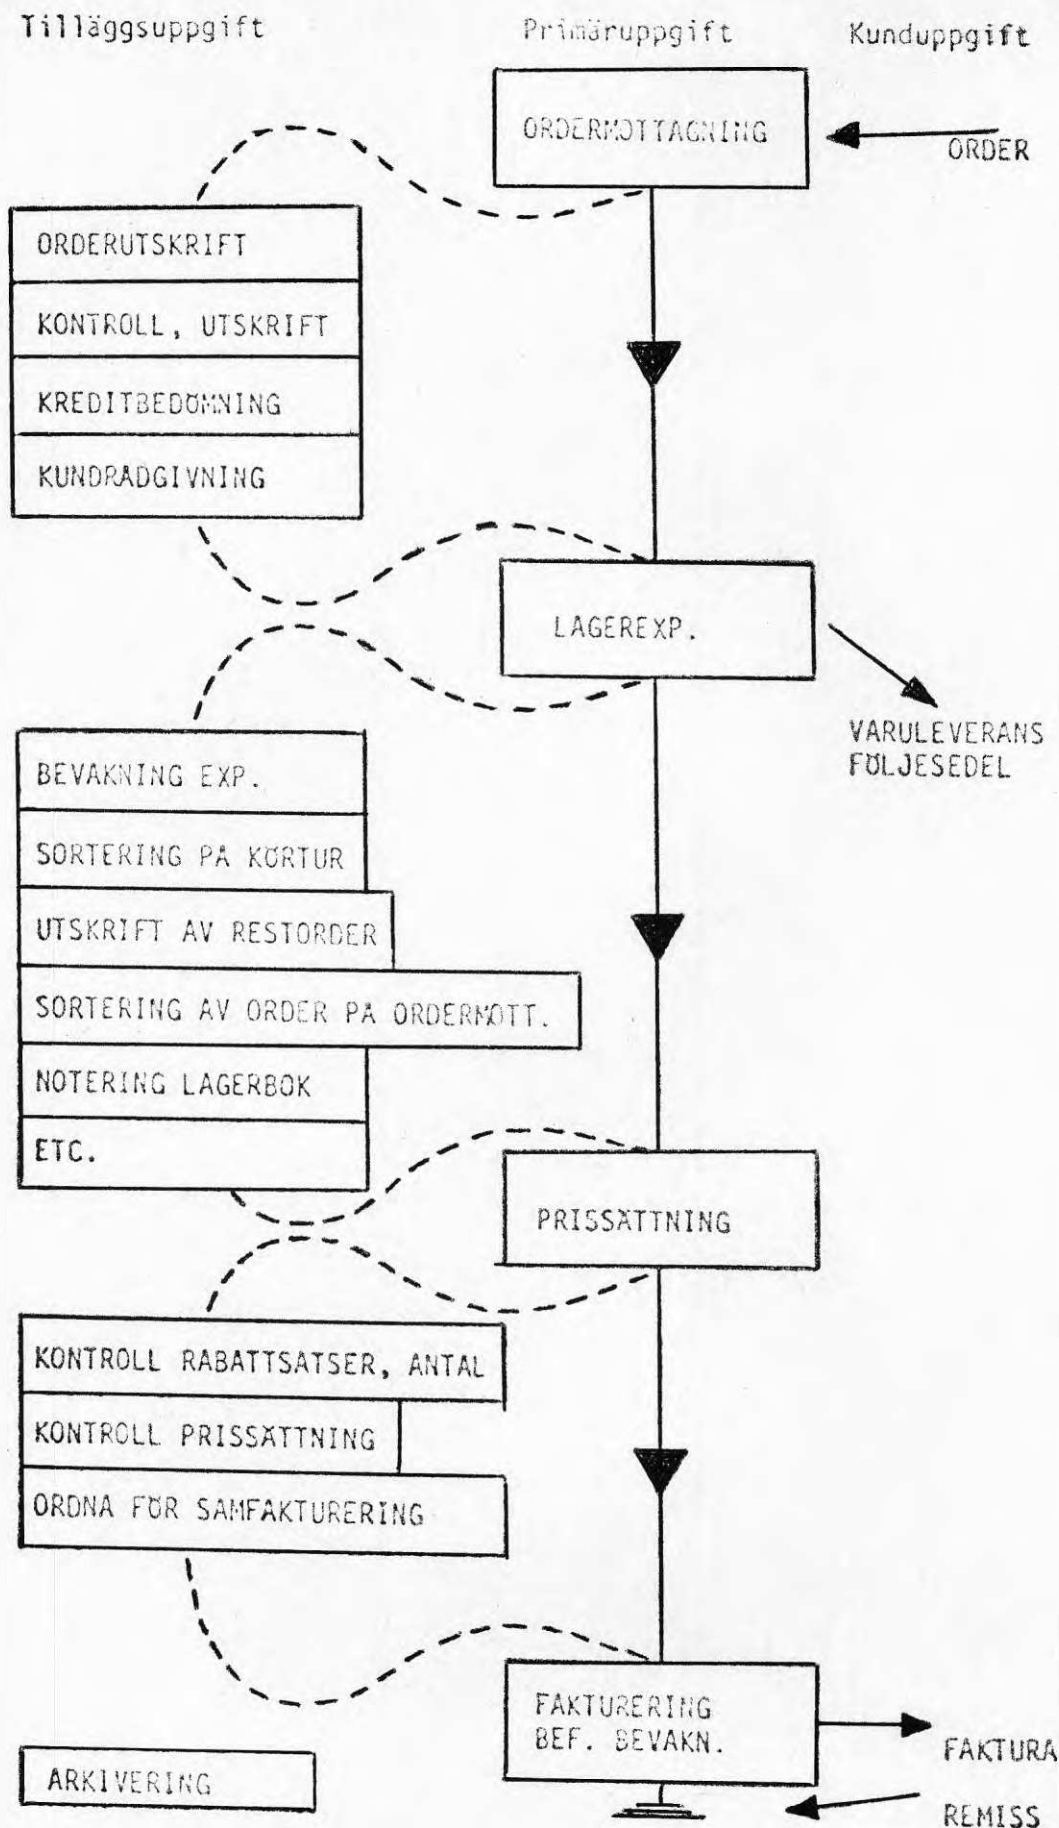 Tilläggsuppgift Primäruppgift Kunduppgift
ORDERMOTTAGNING
ORDER
ORDERUTSKRIFT
KONTROLL, UTSKRIFT
KREDITBEDÖMNING
KUNDRÅDGIVNING
LAGEREXP.
VARULEVERANS
FÖLJESEDEL
BEVAKNING EXP.
SORTERING PÅ KÖRTUR
UTSKRIFT AV RESTORDER
SORTERING AV ORDER PÅ ORDERMOTT.
NOTERING LAGERBOK
ETC.
PRISSÄTTNING
KONTROLL RABATTSATSER, ANTAL
KONTROLL PRISSÄTTNING
ORDNA FÖR SAMFAKTURERING
FAKTURERING
BEF. BEVAKN.
FAKTURA
ARKIVERING
REMISS